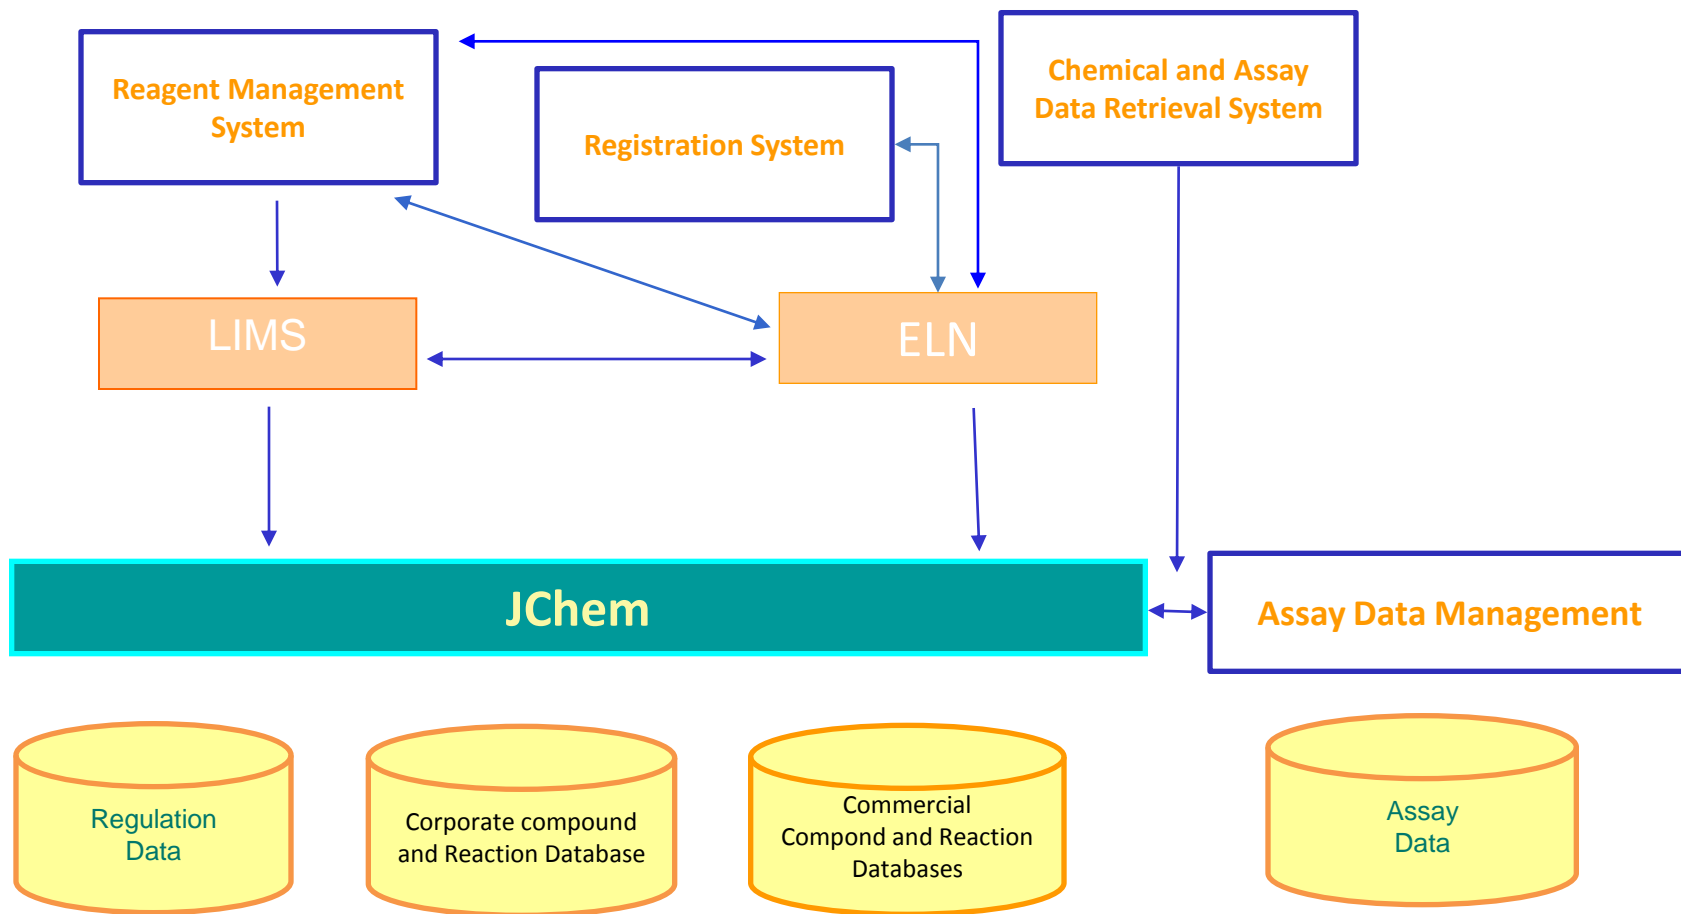 Reagent Management
System
Registration System
Chemical and Assay
Data Retrieval System
LIMS
ELN
JChem
Assay Data Management
Regulation
Data
Corporate compound
and Reaction Database
Commercial
Compond and Reaction
Databases
Assay
Data